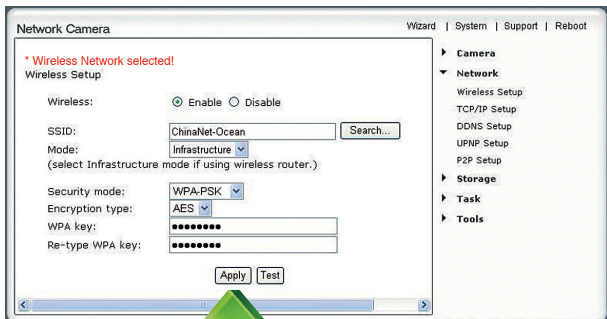 Network Camera
Wizard | System | Support | Reboot
* Wireless Network selected!
Wireless Setup
Wireless: Enable Disable
SSID: ChinaNet-Ocean Search...
Mode: Infrastructure
(select Infrastructure mode if using wireless router.)
Security mode: WPA-PSK
Encryption type: AES
WPA key: ••••••••
Re-type WPA key: ••••••••
Apply Test
Camera
Network
Wireless Setup
TCP/IP Setup
DDNS Setup
UPNP Setup
P2P Setup
Storage
Task
Tools